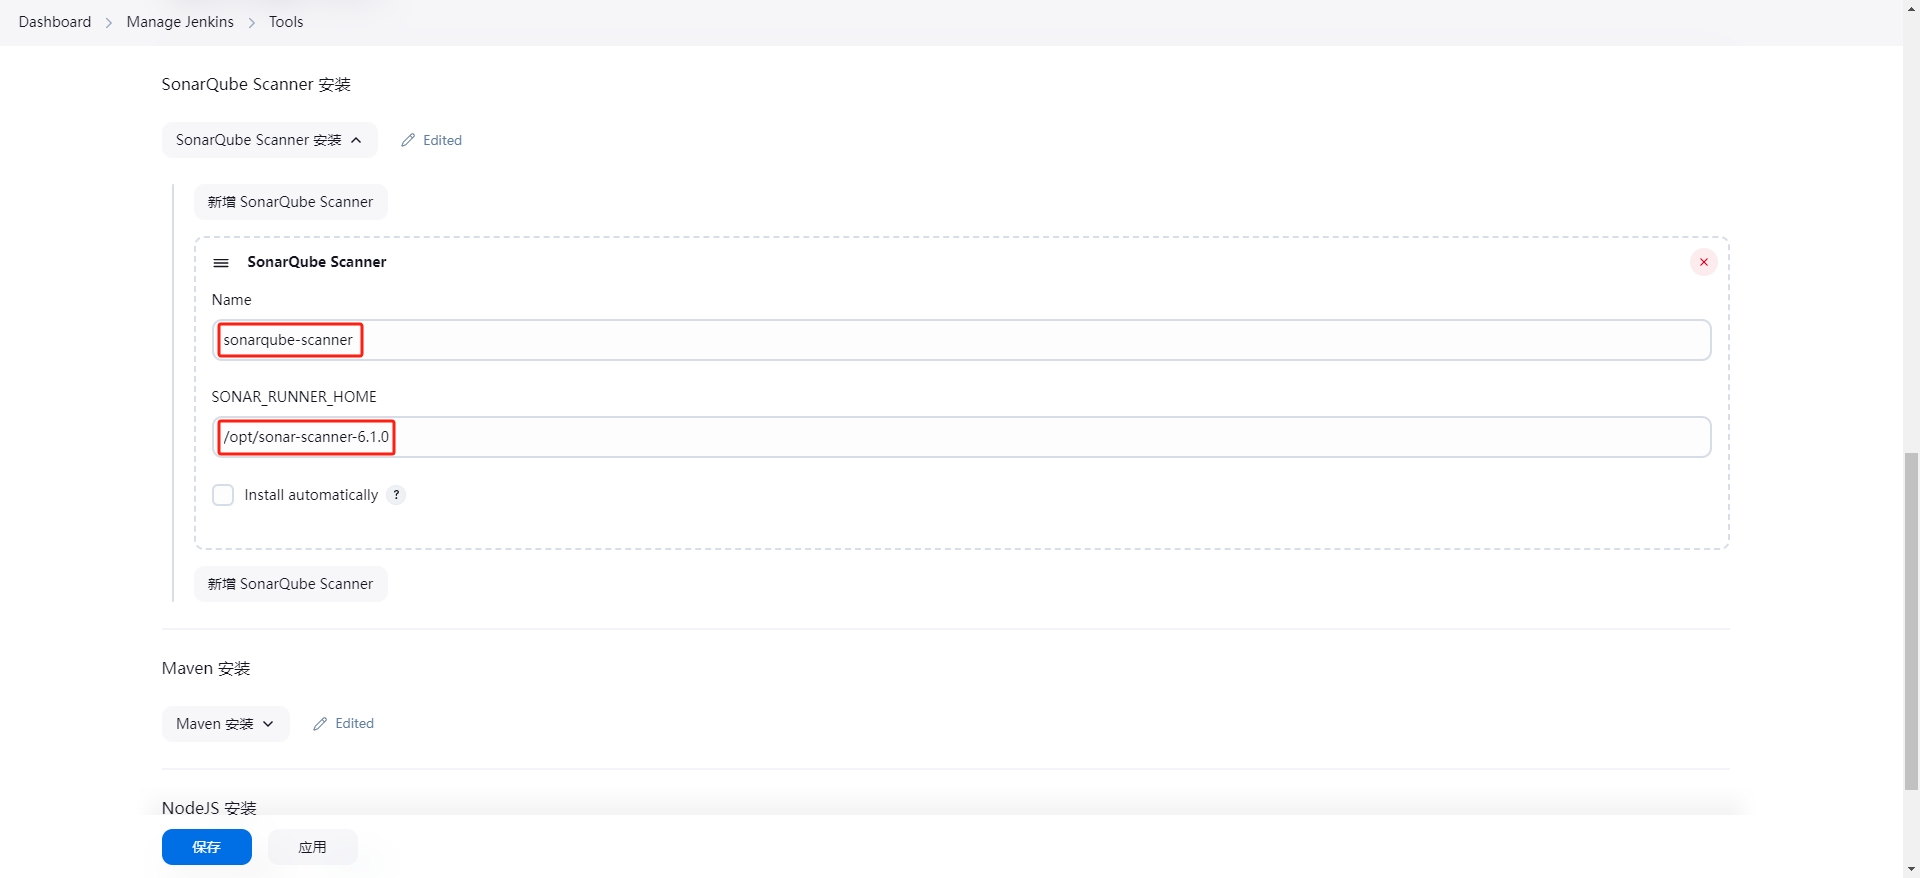 Dashboard > Manage Jenkins > Tools
SonarQube Scanner 安装
SonarQube Scanner 安装 Edited
新增 SonarQube Scanner
SonarQube Scanner
Name
sonarqube-scanner
SONAR_RUNNER_HOME
/opt/sonar-scanner-6.1.0
Install automatically ?
新增 SonarQube Scanner
Maven 安装
Maven 安装 Edited
NodeJS 安装
保存 应用